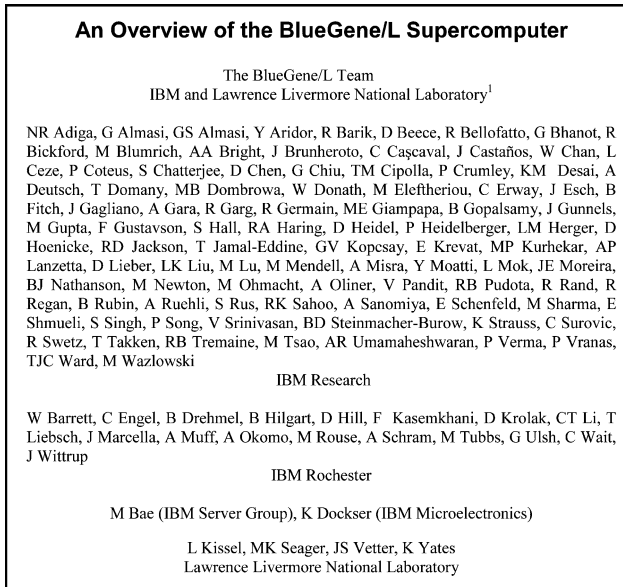 An Overview of the BlueGene/L Supercomputer
The BlueGene/L Team
IBM and Lawrence Livermore National Laboratory¹
NR Adiga, G Almasi, GS Almasi, Y Aridor, R Barik, D Beece, R Bellofatto, G Bhanot, R
Bickford, M Blumrich, AA Bright, J Brunheroto, C Caşcaval, J Castaños, W Chan, L
Ceze, P Coteus, S Chatterjee, D Chen, G Chiu, TM Cipolla, P Crumley, KM Desai, A
Deutsch, T Domany, MB Dombrowa, W Donath, M Eleftheriou, C Erway, J Esch, B
Fitch, J Gagliano, A Gara, R Garg, R Germain, ME Giampapa, B Gopalsamy, J Gunnels,
M Gupta, F Gustavson, S Hall, RA Haring, D Heidel, P Heidelberger, LM Herger, D
Hoenicke, RD Jackson, T Jamal-Eddine, GV Kopcsay, E Krevat, MP Kurhekar, AP
Lanzetta, D Lieber, LK Liu, M Lu, M Mendell, A Misra, Y Moatti, L Mok, JE Moreira,
BJ Nathanson, M Newton, M Ohmacht, A Oliner, V Pandit, RB Pudota, R Rand, R
Regan, B Rubin, A Ruehli, S Rus, RK Sahoo, A Sanomiya, E Schenfeld, M Sharma, E
Shmueli, S Singh, P Song, V Srinivasan, BD Steinmacher-Burow, K Strauss, C Surovic,
R Swetz, T Takken, RB Tremaine, M Tsao, AR Umamaheshwaran, P Verma, P Vranas,
TJC Ward, M Wazlowski
IBM Research
W Barrett, C Engel, B Drehmel, B Hilgart, D Hill, F Kasemkhani, D Krolak, CT Li, T
Liebsch, J Marcella, A Muff, A Okomo, M Rouse, A Schram, M Tubbs, G Ulsh, C Wait,
J Wittrup
IBM Rochester
M Bae (IBM Server Group), K Dockser (IBM Microelectronics)
L Kissel, MK Seager, JS Vetter, K Yates
Lawrence Livermore National Laboratory